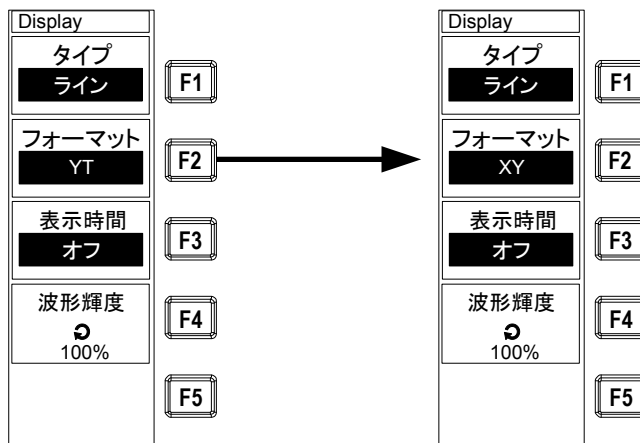 Display
タイプ
ライン
F1
フォーマット
YT
F2
表示時間
オフ
F3
波形輝度
100%
F4
F5
Display
タイプ
ライン
F1
フォーマット
XY
F2
表示時間
オフ
F3
波形輝度
100%
F4
F5